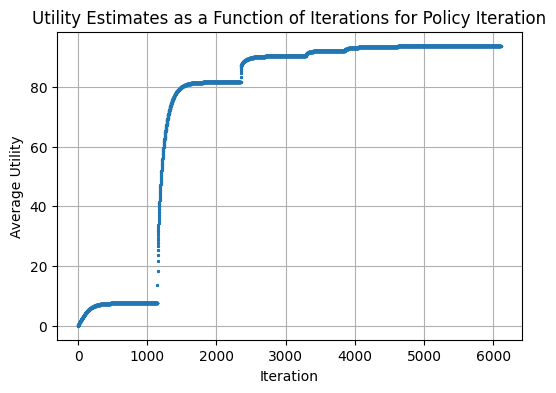 Utility Estimates as a Function of Iterations for Policy Iteration
80
60
40
20
0
Average Utility
0 1000 2000 3000 4000 5000 6000
Iteration